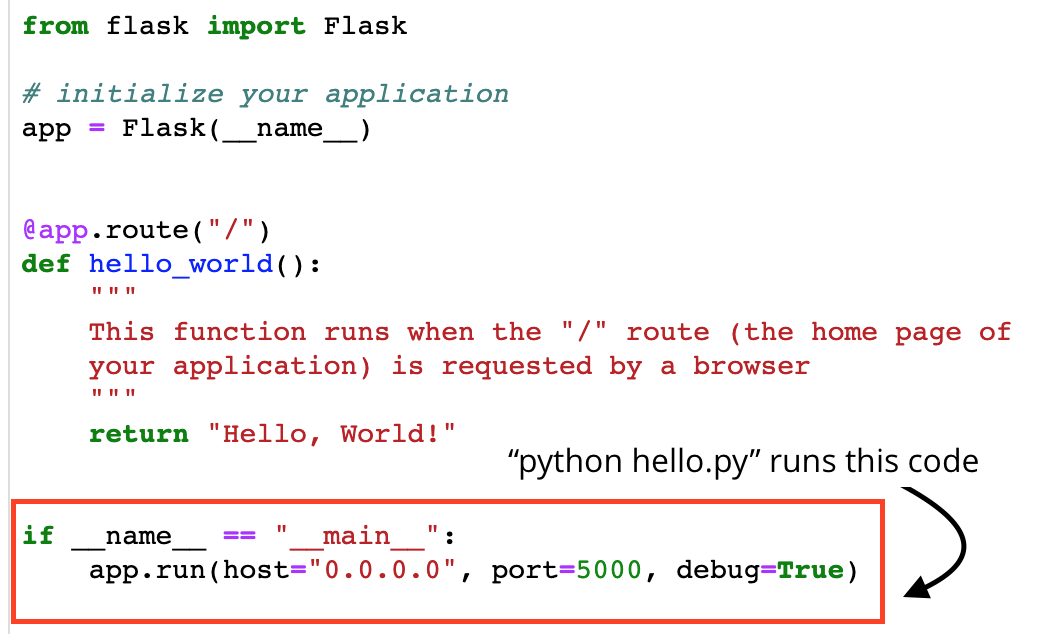 from flask import Flask
# initialize your application
app = Flask(__name__)
@app.route("/")
def hello_world():
    """
    This function runs when the "/" route (the home page of
    your application) is requested by a browser
    """
    return "Hello, World!"
“python hello.py” runs this code
if __name__ == "__main__":
    app.run(host="0.0.0.0", port=5000, debug=True)